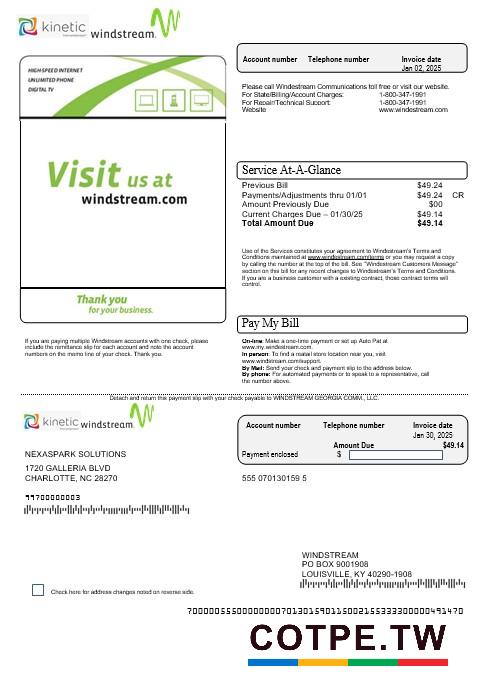 kinetic windstream.
HIGH-SPEED INTERNET
UNLIMITED PHONE
DIGITAL TV
Visit us at
windstream.com
Thank you
for your business.
Account number Telephone number Invoice date
Jan 02, 2025
Please call Windestream Communications toll free or visit our website.
For State/Billing/Account Charges: 1-800-347-1991
For Repair/Technical Support: 1-800-347-1991
Website www.windestream.com
Service At-A-Glance
Previous Bill $49.24
Payments/Adjustments thru 01/01 $49.24 CR
Amount Previously Due $00
Current Charges Due – 01/30/25 $49.14
Total Amount Due $49.14
Use of the Services constitutes your agreement to Windestream's Terms and
Conditions maintained at www.windestream.com/terms or you may request a copy
by calling the number at the top of the bill. See "Windestream Customers Message"
section on this bill for any recent changes to Windestream's Terms and Conditions.
If you are a business customer with a existing contract, those contract terms will
control.
Pay My Bill
If you are paying multiple Windestream accounts with one check, please
include the remittance slip for each account and note the account
numbers on the memo line of your check. Thank you.
On-line: Make a one-time payment or set up Auto Pat at
www.my.windestream.com.
In person: To find a mail store location near you, visit
www.windestream.com/support.
By Mail: Send your check and payment slip to the address below.
By phone: For automated payments or to speak to a representative, call
the number above.
Detach and return this payment slip with your check payable to WINDSTREAM GEORGIA COMM., LLC.
kinetic windstream.
Account number Telephone number Invoice date
Jan 30, 2025
Amount Due $49.14
Payment enclosed $
NEXASPARK SOLUTIONS
1720 GALLERIA BLVD
CHARLOTTE, NC 28270
555 070130159 5
99700000003
WINDSTREAM
PO BOX 9001908
LOUISVILLE, KY 40290-1908
Check here for address changes noted on reverse side.
COTPE.TW